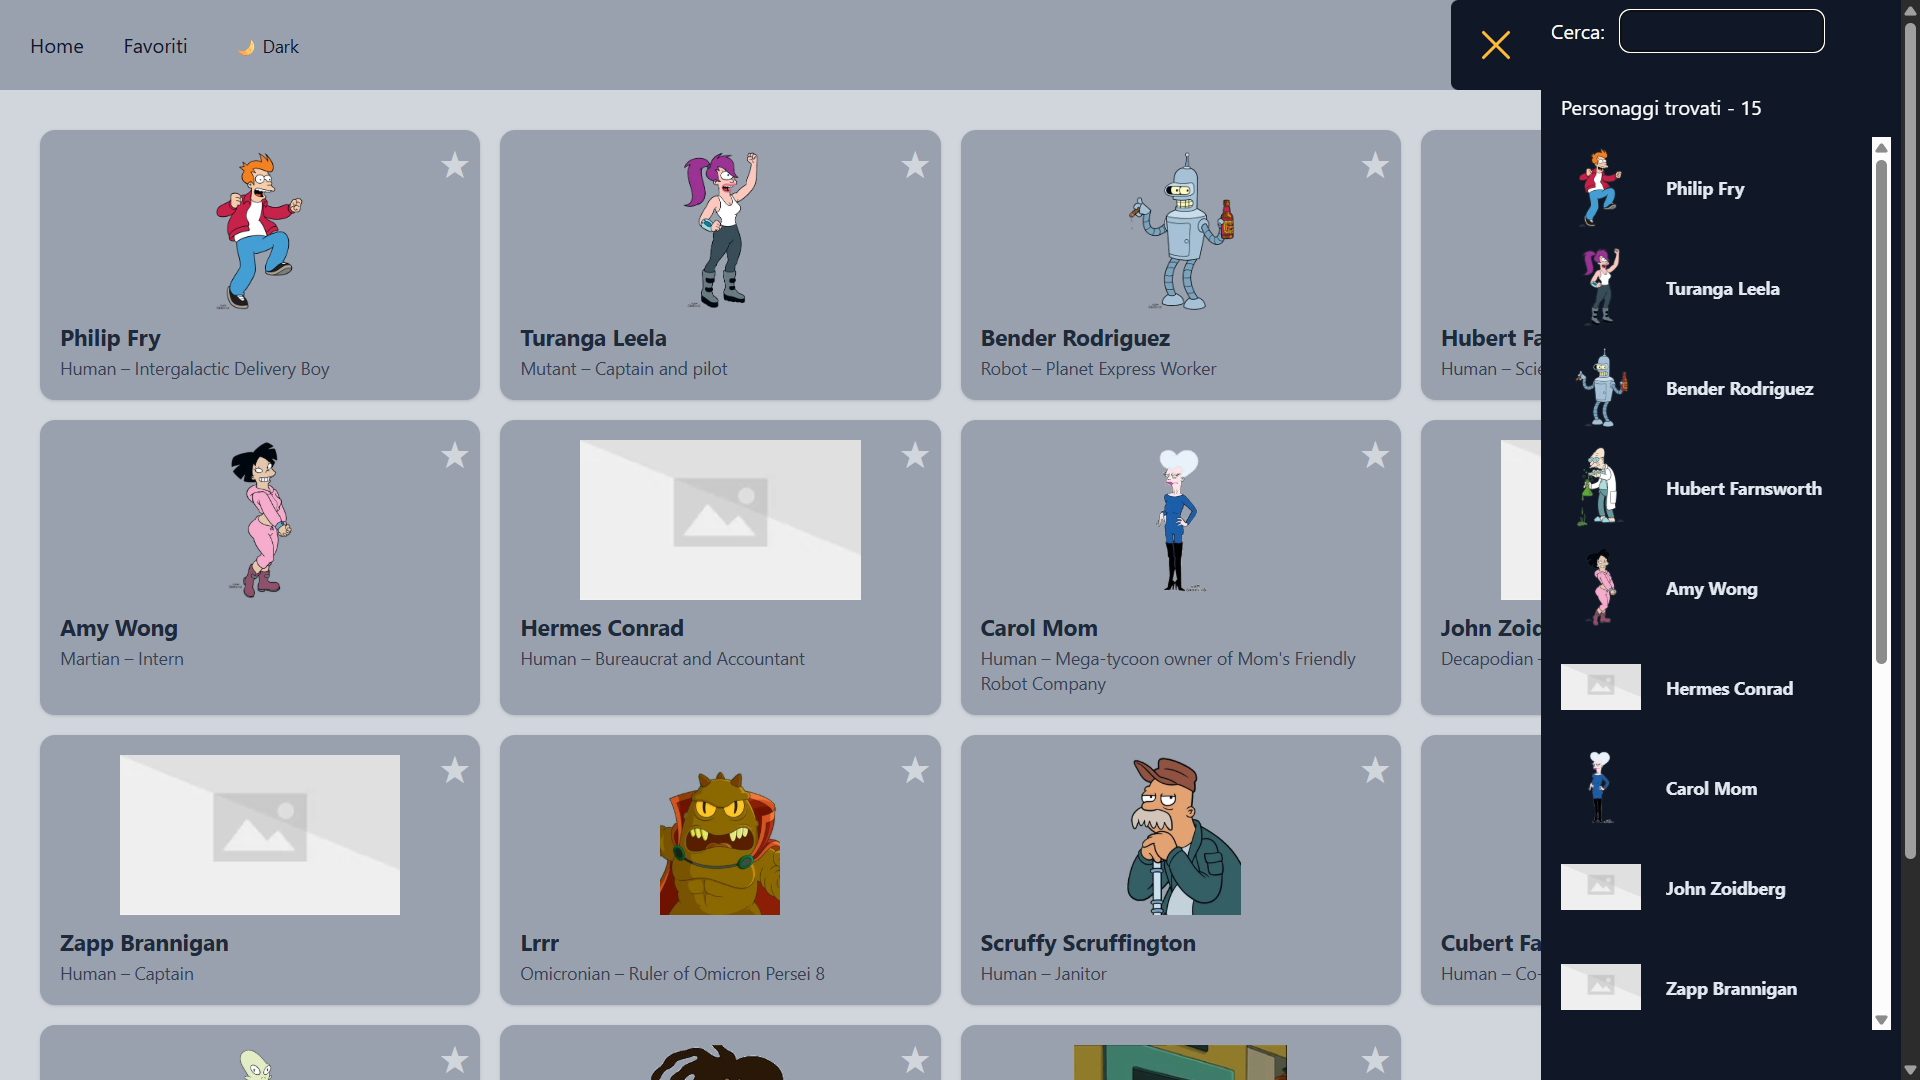 Home
Favoriti
🌙 Dark
Cerca:
Philip Fry
Human – Intergalactic Delivery Boy
Turanga Leela
Mutant – Captain and pilot
Bender Rodriguez
Robot – Planet Express Worker
Hubert Fa
Human – Scie
Amy Wong
Martian – Intern
Hermes Conrad
Human – Bureaucrat and Accountant
Carol Mom
Human – Mega-tycoon owner of Mom's Friendly
Robot Company
John Zoid
Decapodian –
Zapp Brannigan
Human – Captain
Lrrr
Omicronian – Ruler of Omicron Persei 8
Scruffy Scruffington
Human – Janitor
Cubert Fa
Human – Co-
Personaggi trovati - 15
Philip Fry
Turanga Leela
Bender Rodriguez
Hubert Farnsworth
Amy Wong
Hermes Conrad
Carol Mom
John Zoidberg
Zapp Brannigan